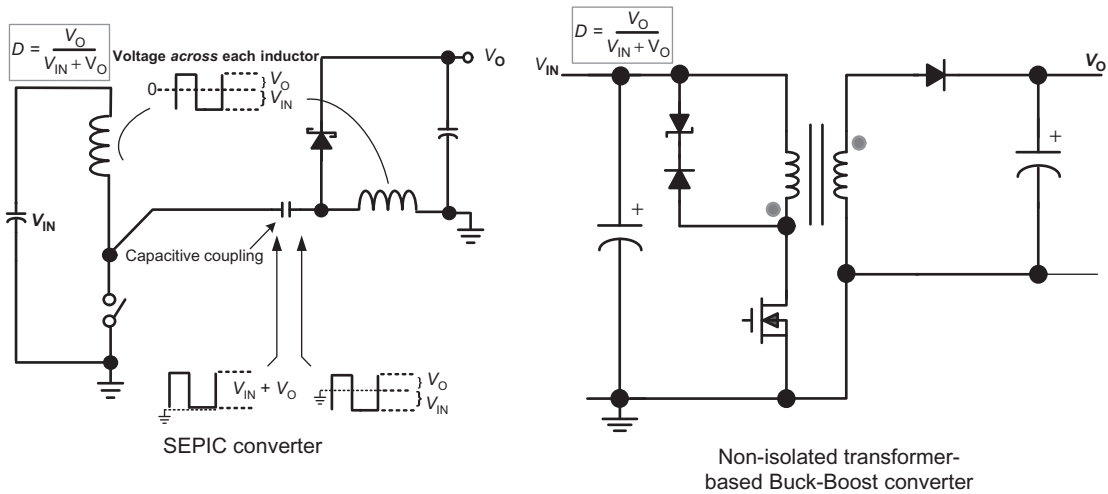 D = V_O / (V_IN + V_O)
Voltage across each inductor
V_O
0
V_O
V_IN
V_IN
Capacitive coupling
V_IN + V_O
V_O
V_IN
SEPIC converter
D = V_O / (V_IN + V_O)
V_IN
V_O
+
+
Non-isolated transformer-
based Buck-Boost converter